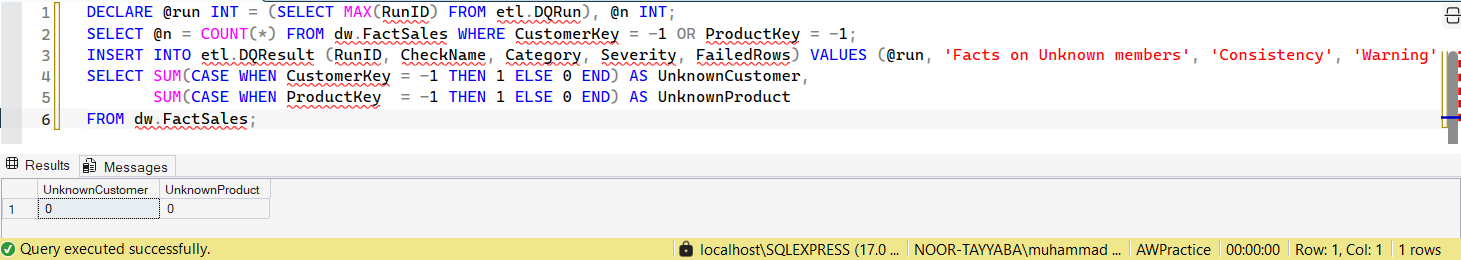 1 DECLARE @run INT = (SELECT MAX(RunID) FROM etl.DQRun), @n INT;
2 SELECT @n = COUNT(*) FROM dw.FactSales WHERE CustomerKey = -1 OR ProductKey = -1;
3 INSERT INTO etl.DQResult (RunID, CheckName, Category, Severity, FailedRows) VALUES (@run, 'Facts on Unknown members', 'Consistency', 'Warning'
4 SELECT SUM(CASE WHEN CustomerKey = -1 THEN 1 ELSE 0 END) AS UnknownCustomer,
5 SUM(CASE WHEN ProductKey  = -1 THEN 1 ELSE 0 END) AS UnknownProduct
6 FROM dw.FactSales;
Results Messages
UnknownCustomer UnknownProduct
1 0 0
Query executed successfully. localhost\SQLEXPRESS (17.0 ... NOOR-TAYYABA\muhammad ... AWPractice 00:00:00 Row: 1, Col: 1 1 rows